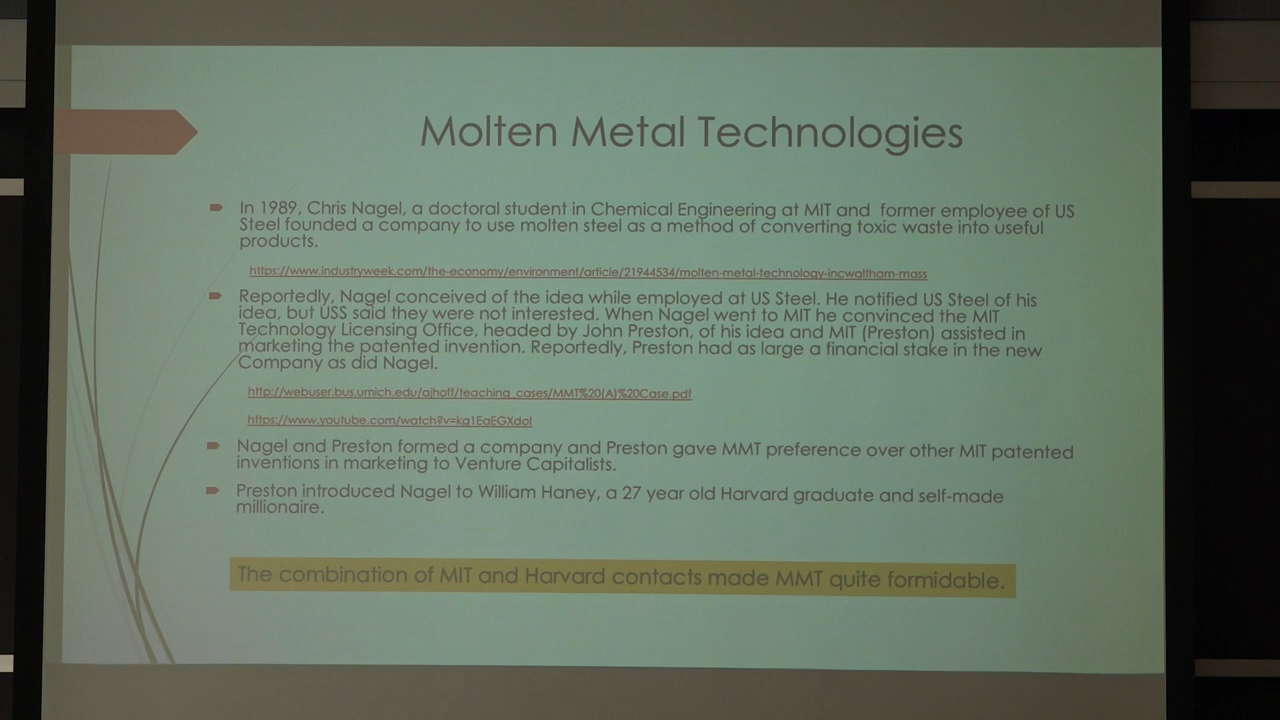 Molten Metal Technologies
In 1989, Chris Nagel, a doctoral student in Chemical Engineering at MIT and former employee of US
Steel founded a company to use molten steel as a method of converting toxic waste into useful
products.
https://www.industryweek.com/the-economy/environment/article/21944534/molten-metal-technology-incwaltham-mass
Reportedly, Nagel conceived of the idea while employed at US Steel. He notified US Steel of his
idea, but USS said they were not interested. When Nagel went to MIT he convinced the MIT
Technology Licensing Office, headed by John Preston, of his idea and MIT (Preston) assisted in
marketing the patented invention. Reportedly, Preston had as large a financial stake in the new
Company as did Nagel.
http://webuser.bus.umich.edu/ajhoff/teaching_cases/MMT%20(A)%20Case.pdf
https://www.youtube.com/watch?v=kg1EaEGXdoI
Nagel and Preston formed a company and Preston gave MMT preference over other MIT patented
inventions in marketing to Venture Capitalists.
Preston introduced Nagel to William Haney, a 27 year old Harvard graduate and self-made
millionaire.
The combination of MIT and Harvard contacts made MMT quite formidable.